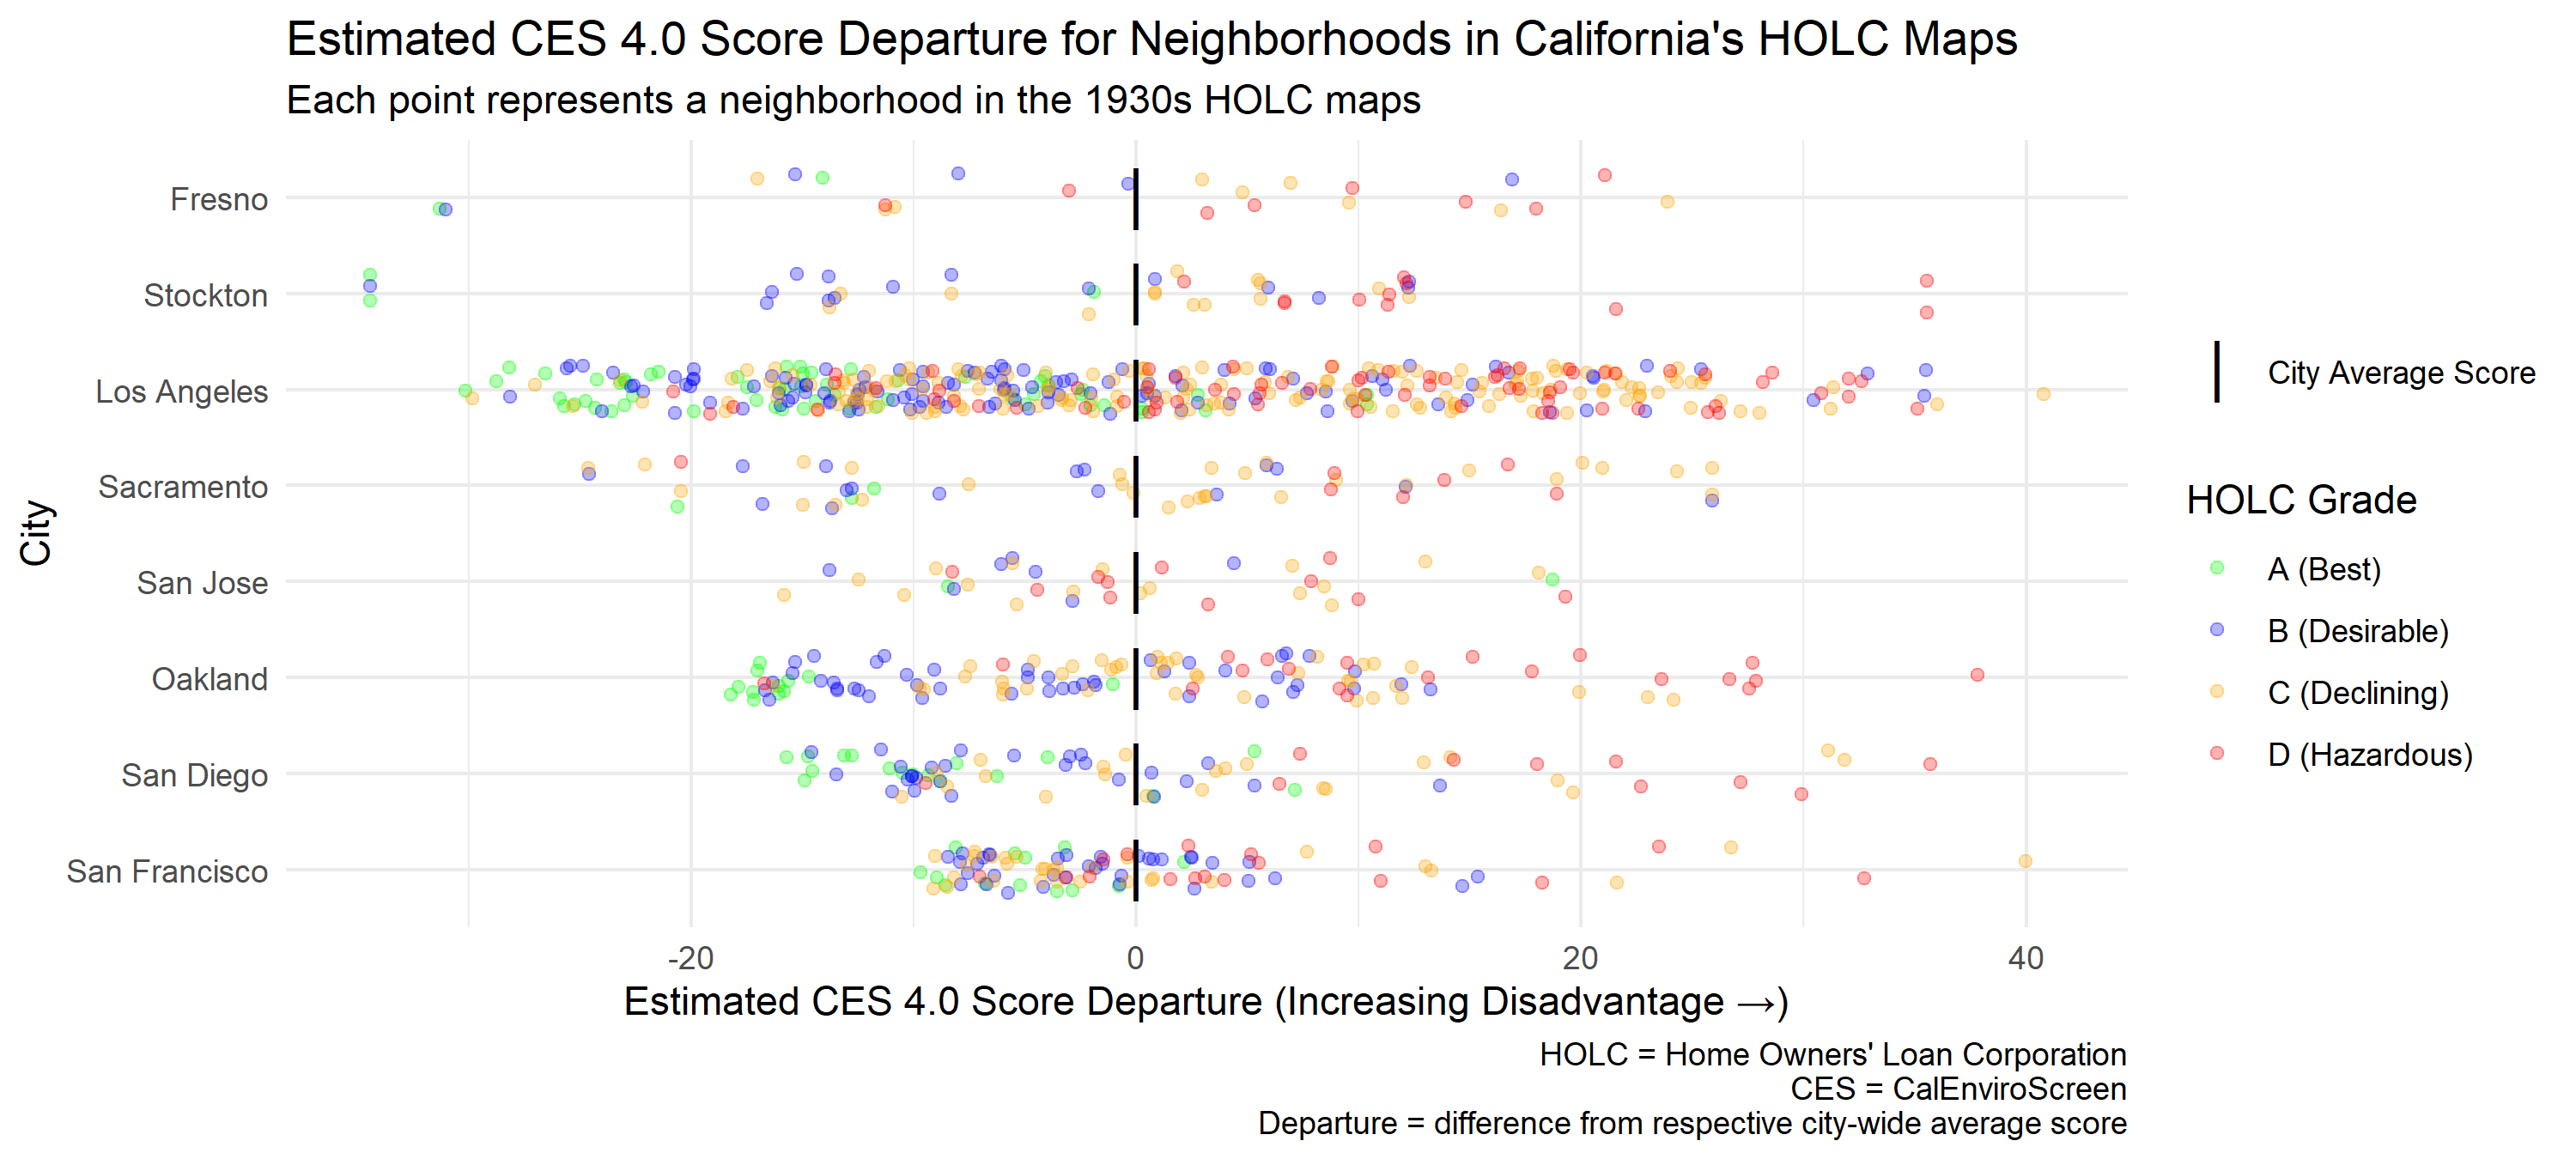 Estimated CES 4.0 Score Departure for Neighborhoods in California's HOLC Maps
Each point represents a neighborhood in the 1930s HOLC maps
City
Fresno
Stockton
Los Angeles
Sacramento
San Jose
Oakland
San Diego
San Francisco
-20
0
20
40
Estimated CES 4.0 Score Departure (Increasing Disadvantage →)
City Average Score
HOLC Grade
A (Best)
B (Desirable)
C (Declining)
D (Hazardous)
HOLC = Home Owners' Loan Corporation
CES = CalEnviroScreen
Departure = difference from respective city-wide average score